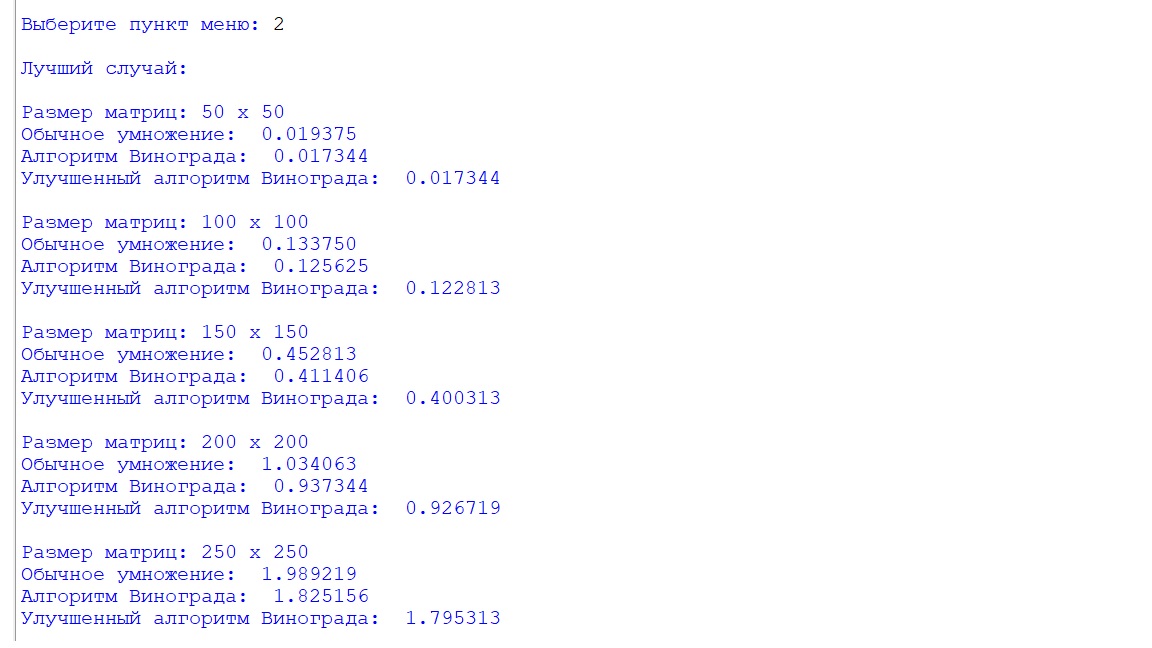 Выберите пункт меню: 2
Лучший случай:
Размер матриц: 50 x 50
Обычное умножение:  0.019375
Алгоритм Винограда:  0.017344
Улучшенный алгоритм Винограда:  0.017344
Размер матриц: 100 x 100
Обычное умножение:  0.133750
Алгоритм Винограда:  0.125625
Улучшенный алгоритм Винограда:  0.122813
Размер матриц: 150 x 150
Обычное умножение:  0.452813
Алгоритм Винограда:  0.411406
Улучшенный алгоритм Винограда:  0.400313
Размер матриц: 200 x 200
Обычное умножение:  1.034063
Алгоритм Винограда:  0.937344
Улучшенный алгоритм Винограда:  0.926719
Размер матриц: 250 x 250
Обычное умножение:  1.989219
Алгоритм Винограда:  1.825156
Улучшенный алгоритм Винограда:  1.795313